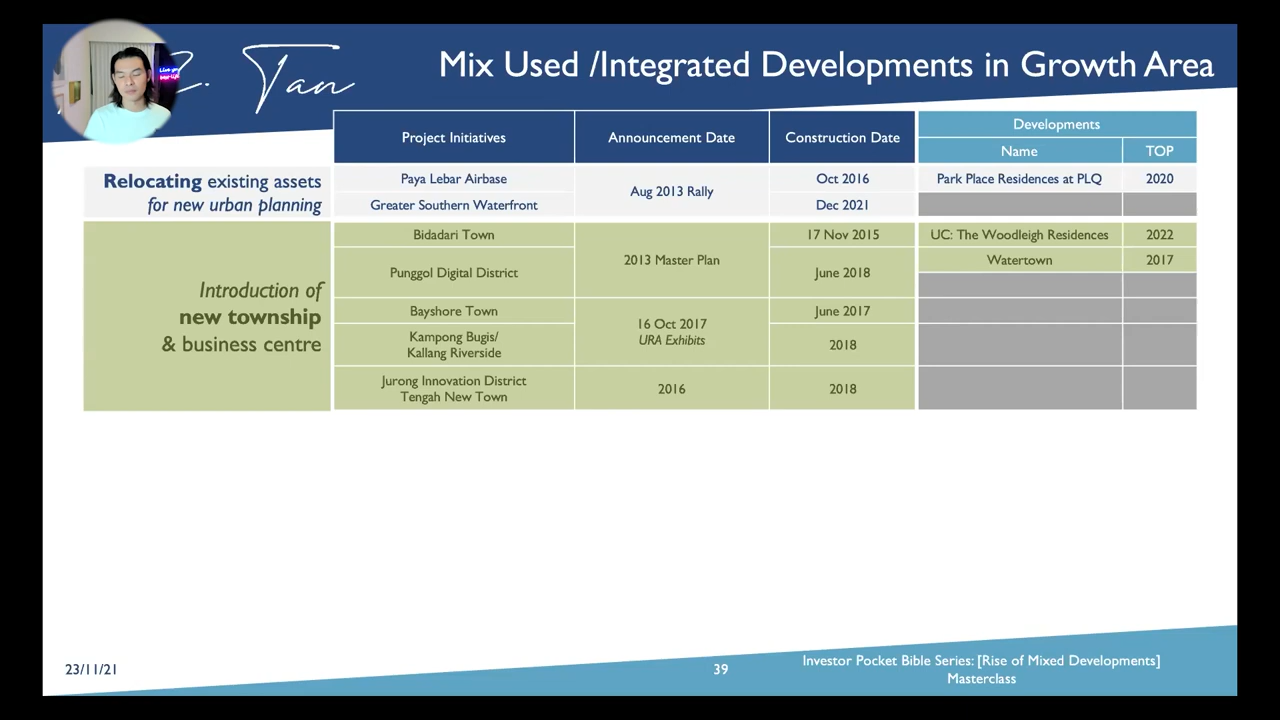 Tan
Mix Used /Integrated Developments in Growth Area
Project Initiatives
Announcement Date
Construction Date
Developments
Name
TOP
Relocating existing assets
for new urban planning
Paya Lebar Airbase
Aug 2013 Rally
Oct 2016
Park Place Residences at PLQ
2020
Greater Southern Waterfront
Dec 2021
Introduction of
new township
& business centre
Bidadari Town
2013 Master Plan
17 Nov 2015
UC: The Woodleigh Residences
2022
Punggol Digital District
June 2018
Watertown
2017
Bayshore Town
16 Oct 2017
URA Exhibits
June 2017
Kampong Bugis/
Kallang Riverside
2018
Jurong Innovation District
Tengah New Town
2016
2018
23/11/21
39
Investor Pocket Bible Series: [Rise of Mixed Developments]
Masterclass